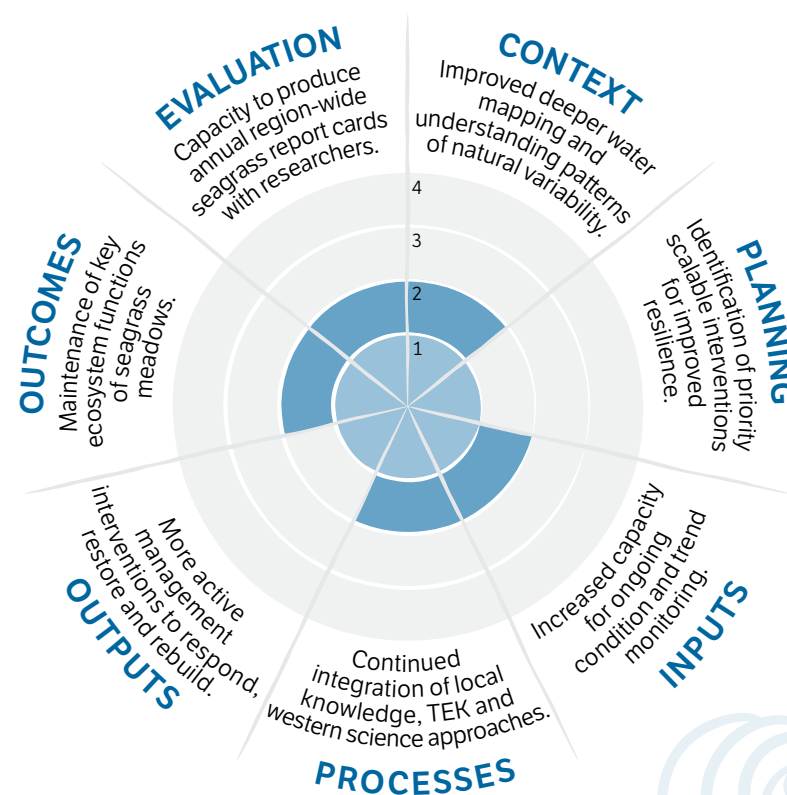 EVALUATION
Capacity to produce
annual region-wide
seagrass report cards
with researchers.
CONTEXT
Improved deeper water
mapping and
understanding patterns
of natural variability.
PLANNING
Identification of priority
scalable interventions
for improved
resilience.
INPUTS
Increased capacity
for ongoing
condition and trend
monitoring.
PROCESSES
Continued
integration of local
knowledge, TEK and
western science approaches.
OUTPUTS
More active
management
interventions to respond,
restore and rebuild.
OUTCOMES
Maintenance of key
ecosystem functions
of seagrass
meadows.
4
3
2
1